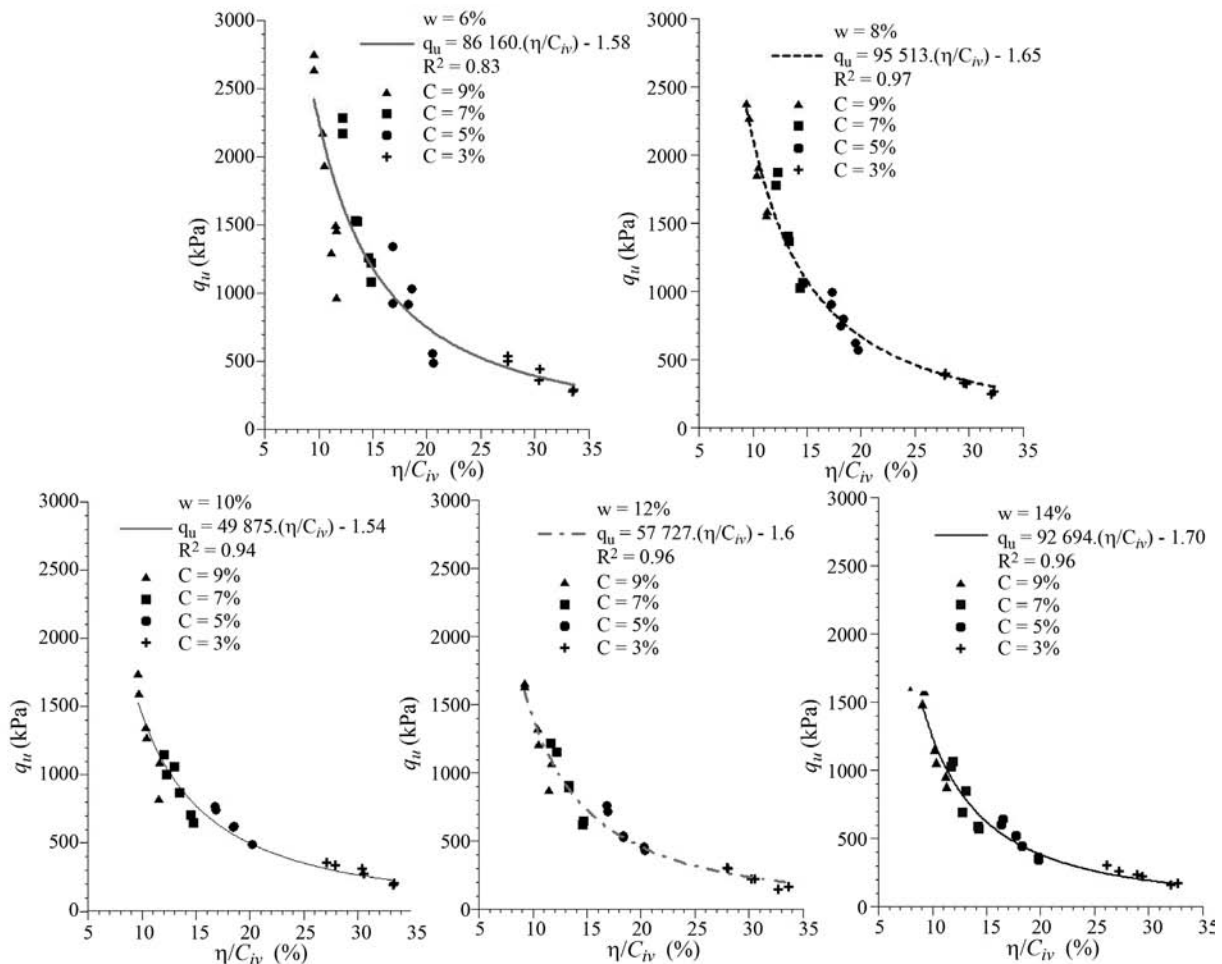 w = 6%
q_u = 86 160.(η/C_iv) - 1.58
R² = 0.83
C = 9%
C = 7%
C = 5%
C = 3%
3000
2500
2000
1500
1000
500
0
q_u (kPa)
5 10 15 20 25 30 35
η/C_iv (%)
w = 8%
q_u = 95 513.(η/C_iv) - 1.65
R² = 0.97
C = 9%
C = 7%
C = 5%
C = 3%
3000
2500
2000
1500
1000
500
0
q_u (kPa)
5 10 15 20 25 30 35
η/C_iv (%)
w = 10%
q_u = 49 875.(η/C_iv) - 1.54
R² = 0.94
C = 9%
C = 7%
C = 5%
C = 3%
3000
2500
2000
1500
1000
500
0
q_u (kPa)
5 10 15 20 25 30 35
η/C_iv (%)
w = 12%
q_u = 57 727.(η/C_iv) - 1.6
R² = 0.96
C = 9%
C = 7%
C = 5%
C = 3%
3000
2500
2000
1500
1000
500
0
q_u (kPa)
5 10 15 20 25 30 35
η/C_iv (%)
w = 14%
q_u = 92 694.(η/C_iv) - 1.70
R² = 0.96
C = 9%
C = 7%
C = 5%
C = 3%
3000
2500
2000
1500
1000
500
0
q_u (kPa)
5 10 15 20 25 30 35
η/C_iv (%)